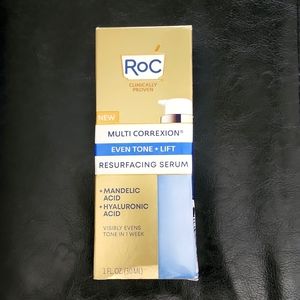 RoC
CLINICALLY
PROVEN
NEW
MULTI CORREXION®
EVEN TONE + LIFT
RESURFACING SERUM
+ MANDELIC
ACID
+ HYALURONIC
ACID
VISIBLY EVENS
TONE IN 1 WEEK
1 FL OZ (30 ML)